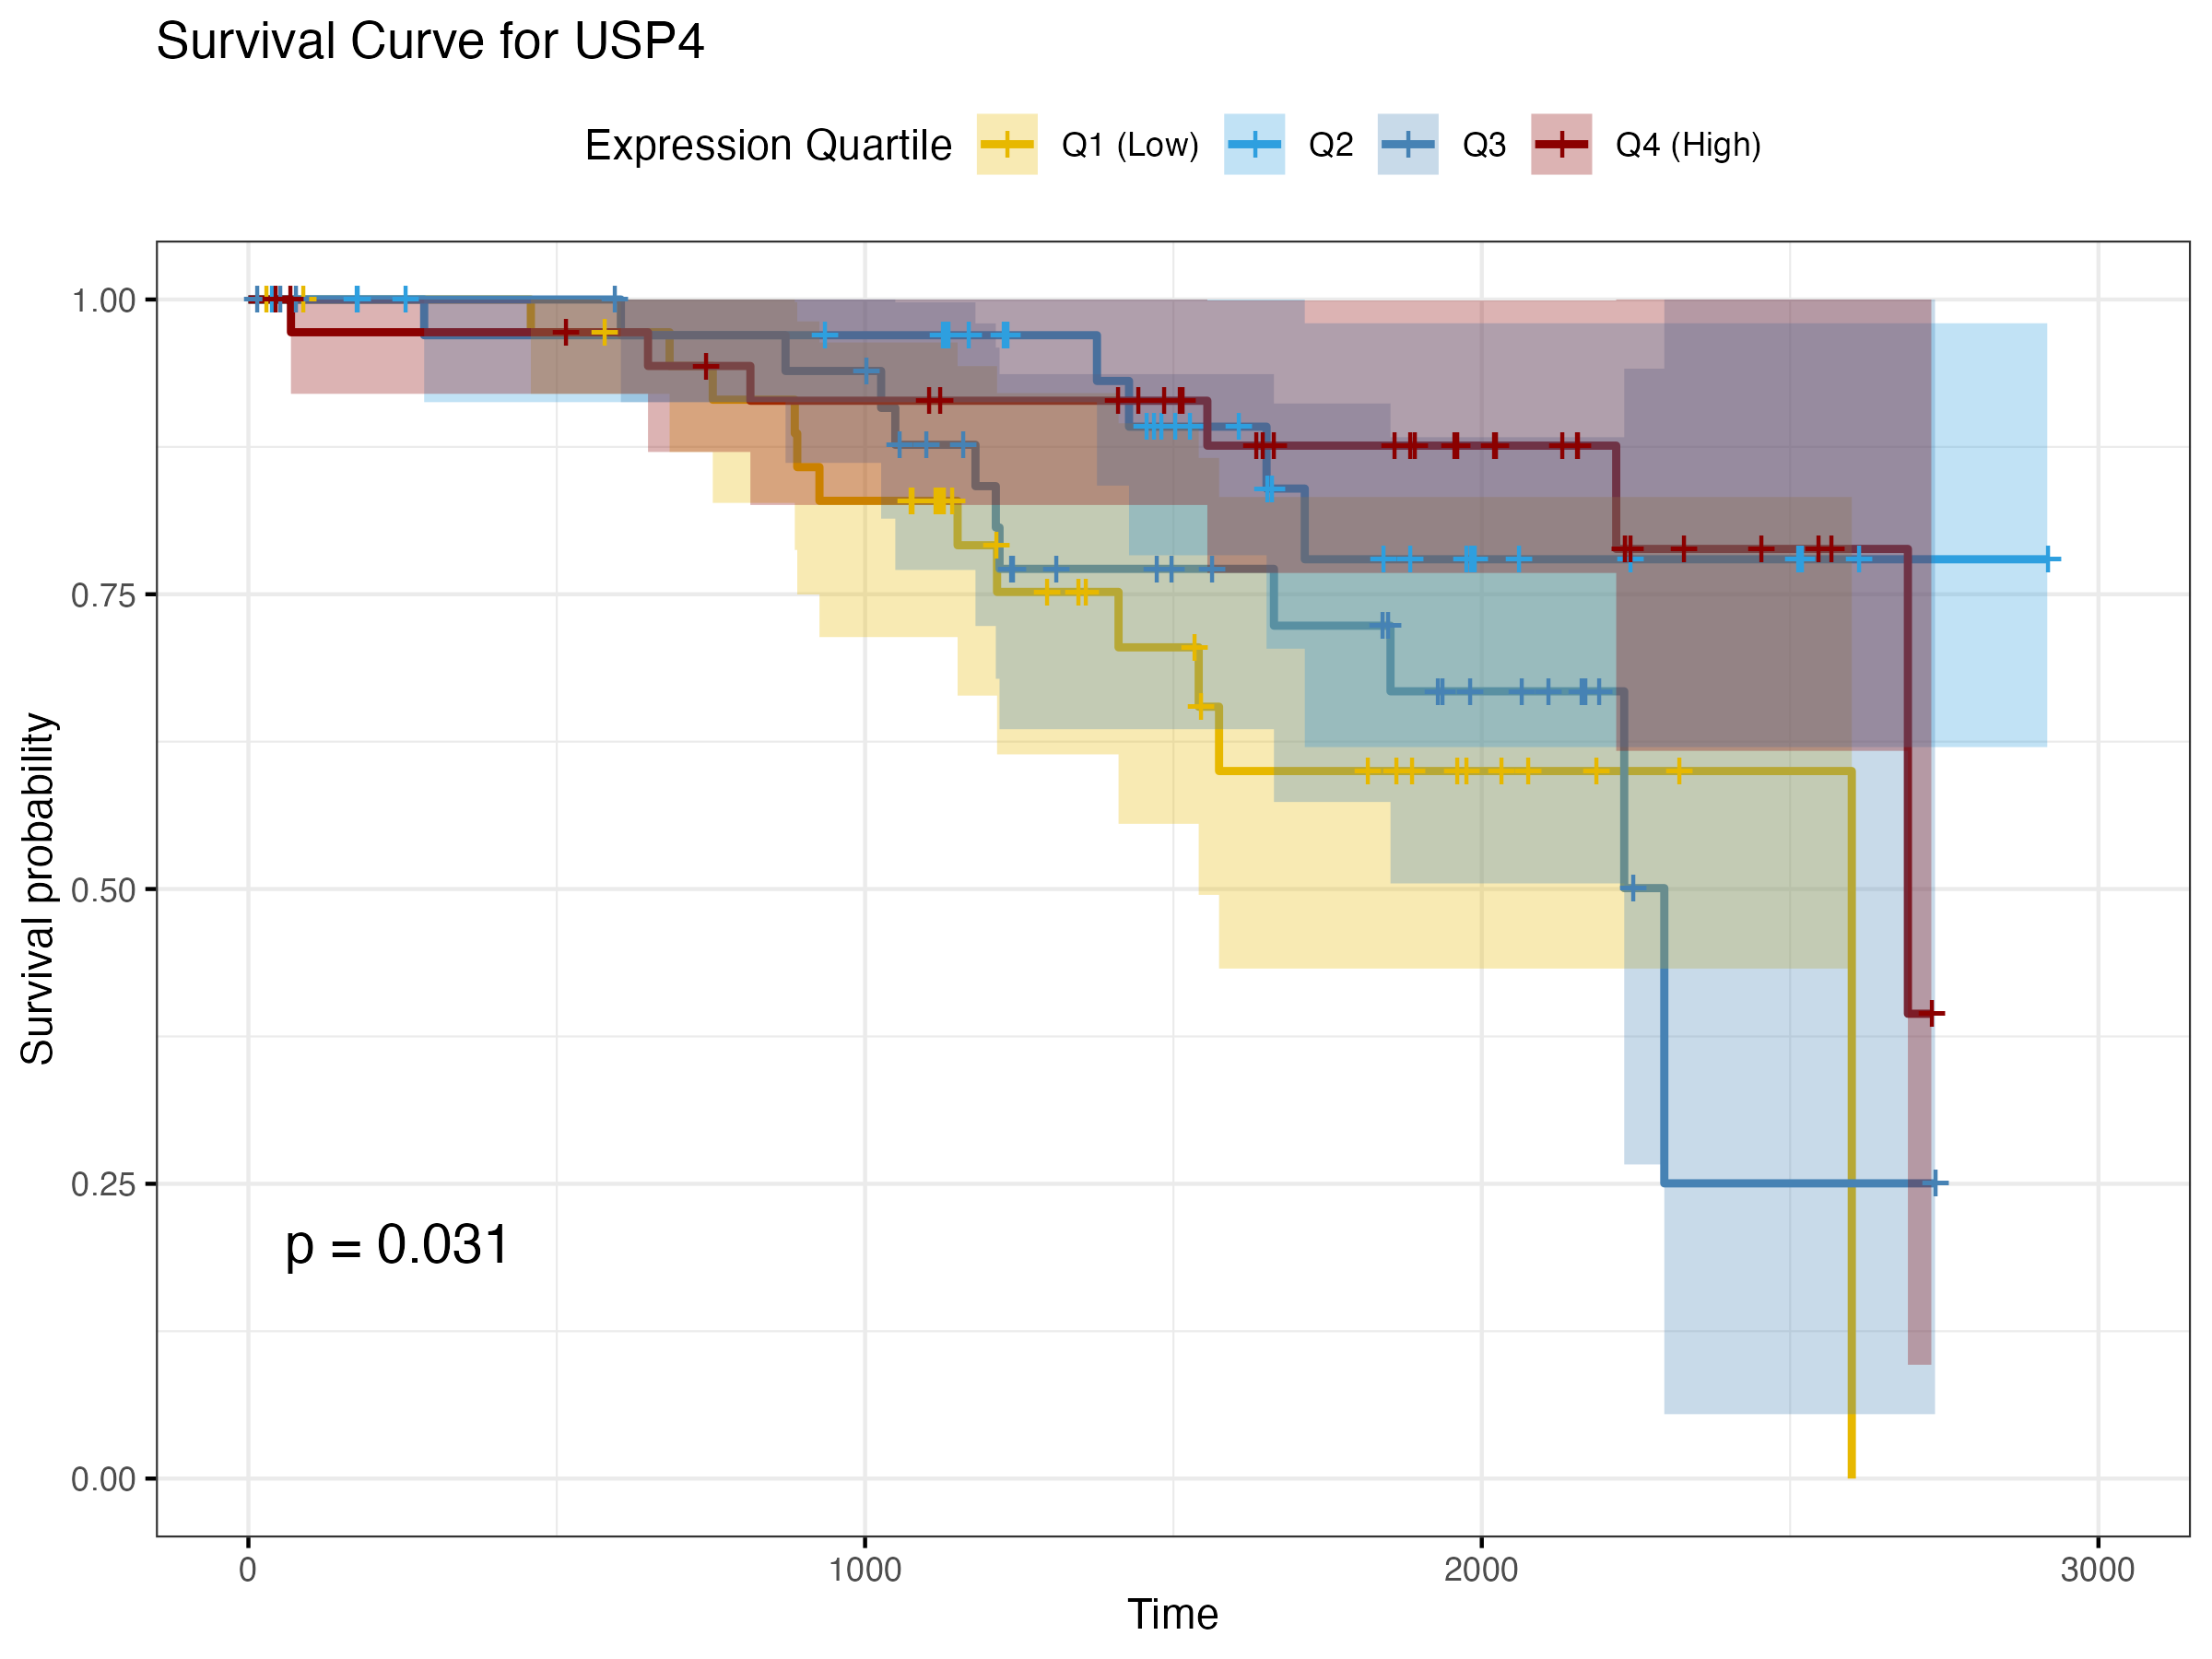 Survival Curve for USP4
Expression Quartile Q1 (Low) Q2 Q3 Q4 (High)
Survival probability
1.00
0.75
0.50
0.25
0.00
p = 0.031
0 1000 2000 3000
Time